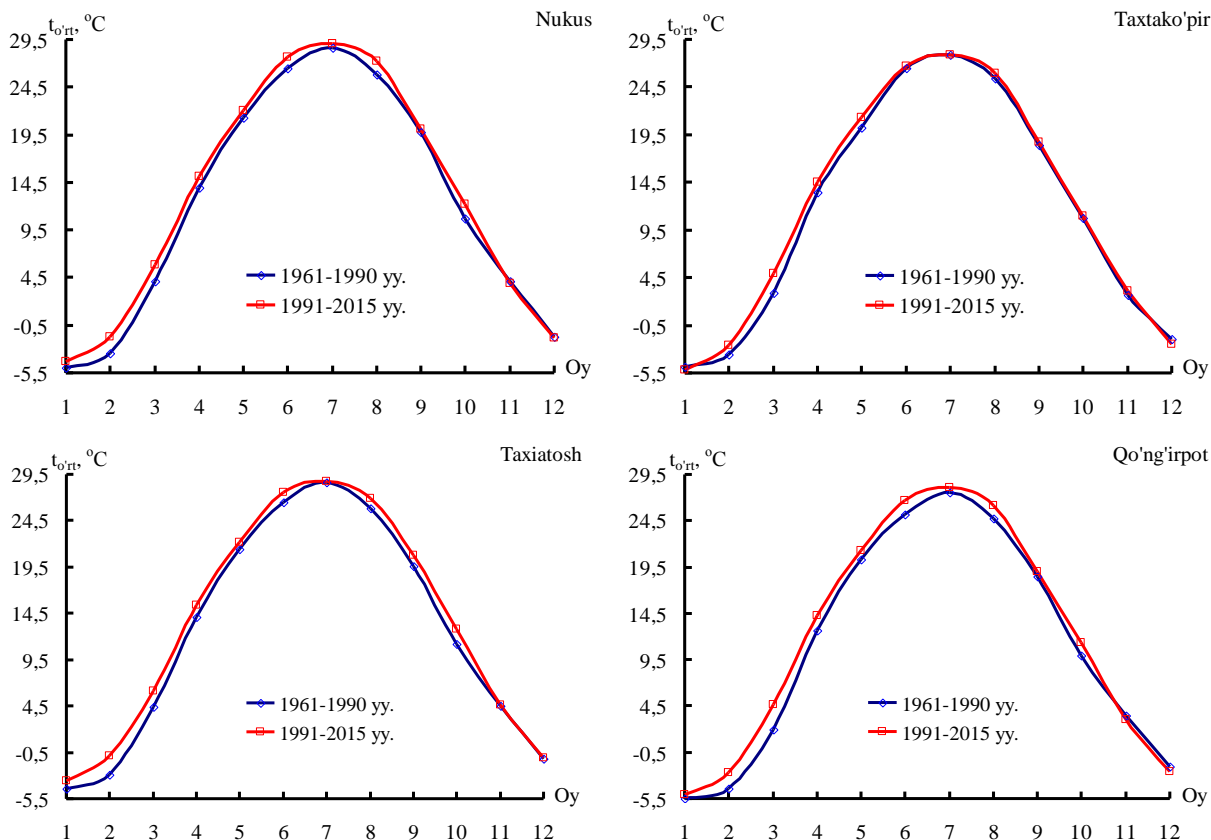 t₀'rt, °C Nukus
29,5
24,5
19,5
14,5
9,5
4,5
-0,5
-5,5
1961-1990 yy.
1991-2015 yy.
Oy
1 2 3 4 5 6 7 8 9 10 11 12
to'rt, °C Taxtako'pir
29,5
24,5
19,5
14,5
9,5
4,5
-0,5
-5,5
1961-1990 yy.
1991-2015 yy.
Oy
1 2 3 4 5 6 7 8 9 10 11 12
to'rt, °C Taxiatosh
29,5
24,5
19,5
14,5
9,5
4,5
-0,5
-5,5
1961-1990 yy.
1991-2015 yy.
Oy
1 2 3 4 5 6 7 8 9 10 11 12
to'rt, °C Qo'ng'irpot
29,5
24,5
19,5
14,5
9,5
4,5
-0,5
-5,5
1961-1990 yy.
1991-2015 yy.
Oy
1 2 3 4 5 6 7 8 9 10 11 12